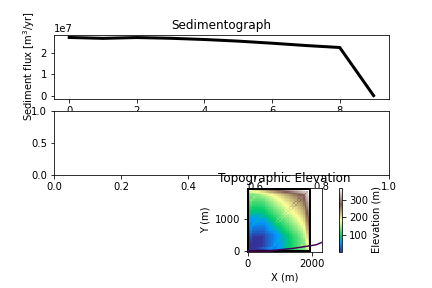 Sedimentograph
1e7
Sediment flux [m³/yr]
2
1
0
0 2 4 6 8
1.0
0.5
0.0
0.0 0.2 0.4 0.6 0.8 1.0
Topographic Elevation
Y (m)
1000
0
0 2000
X (m)
300
200
100
Elevation (m)